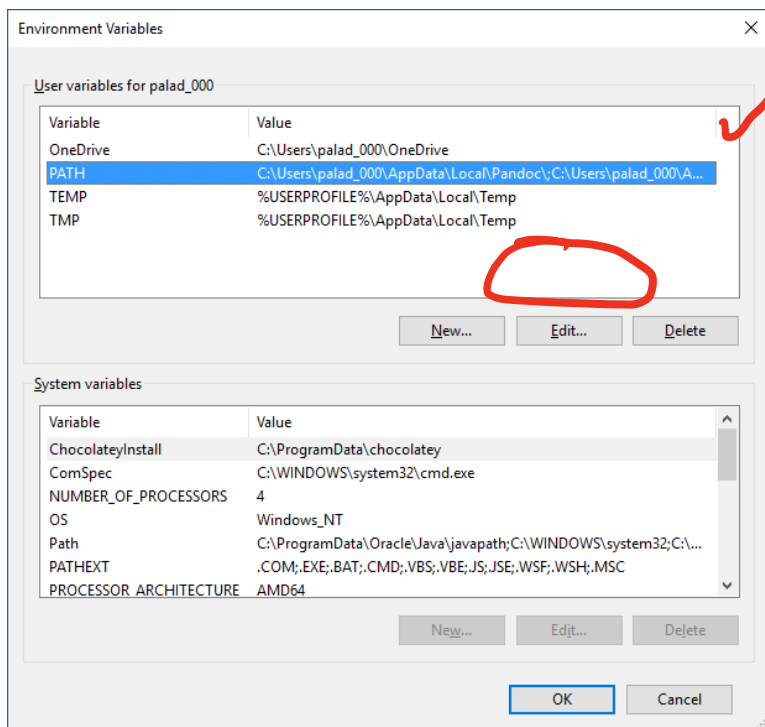 Environment Variables
User variables for palad_000
Variable Value
OneDrive C:\Users\palad_000\OneDrive
PATH C:\Users\palad_000\AppData\Local\Pandoc\;C:\Users\palad_000\A...
TEMP %USERPROFILE%\AppData\Local\Temp
TMP %USERPROFILE%\AppData\Local\Temp
New... Edit... Delete
System variables
Variable Value
ChocolateyInstall C:\ProgramData\chocolatey
ComSpec C:\WINDOWS\system32\cmd.exe
NUMBER_OF_PROCESSORS 4
OS Windows_NT
Path C:\ProgramData\Oracle\Java\javapath;C:\WINDOWS\system32;C:\...
PATHEXT .COM;.EXE;.BAT;.CMD;.VBS;.VBE;.JS;.JSE;.WSF;.WSH;.MSC
PROCESSOR_ARCHITECTURE AMD64
New... Edit... Delete
OK Cancel